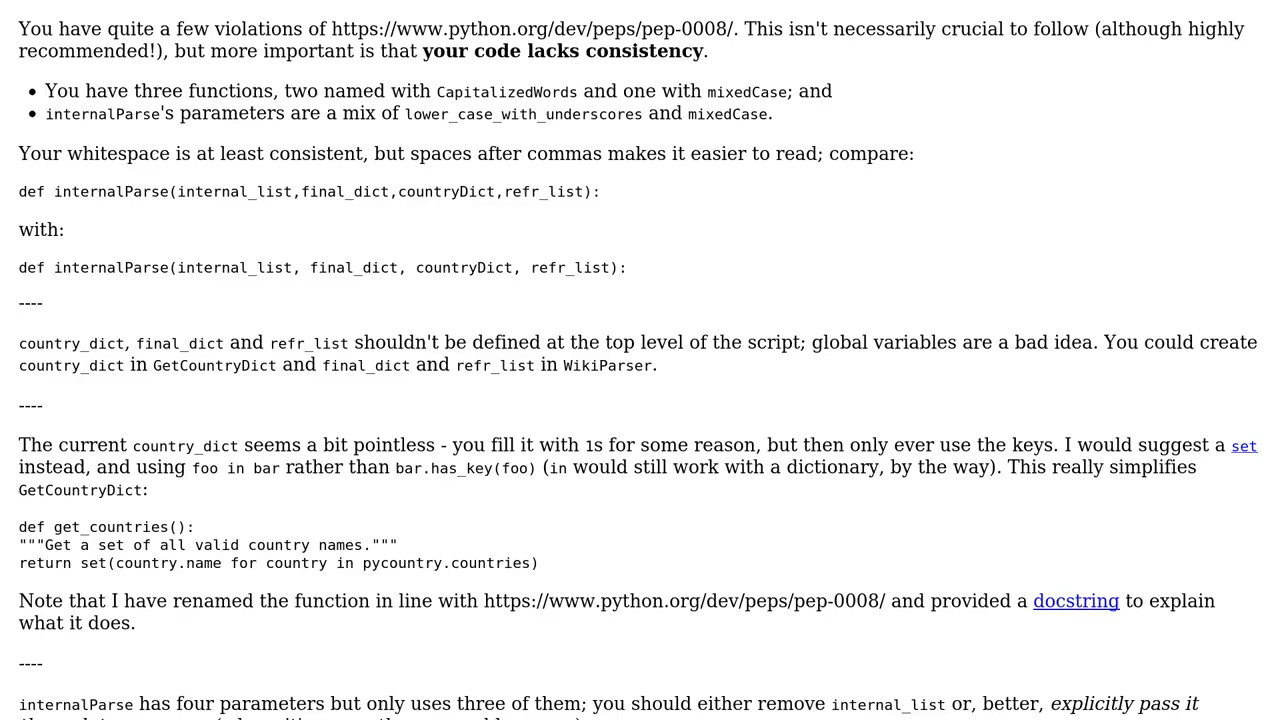 You have quite a few violations of https://www.python.org/dev/peps/pep-0008/. This isn't necessarily crucial to follow (although highly
recommended!), but more important is that your code lacks consistency.
• You have three functions, two named with CapitalizedWords and one with mixedCase; and
• internalParse's parameters are a mix of lower_case_with_underscores and mixedCase.
Your whitespace is at least consistent, but spaces after commas makes it easier to read; compare:
def internalParse(internal_list,final_dict,countryDict,refr_list):
with:
def internalParse(internal_list, final_dict, countryDict, refr_list):
----
country_dict, final_dict and refr_list shouldn't be defined at the top level of the script; global variables are a bad idea. You could create
country_dict in GetCountryDict and final_dict and refr_list in WikiParser.
----
The current country_dict seems a bit pointless - you fill it with 1s for some reason, but then only ever use the keys. I would suggest a set
instead, and using foo in bar rather than bar.has_key(foo) (in would still work with a dictionary, by the way). This really simplifies
GetCountryDict:
def get_countries():
"""Get a set of all valid country names."""
return set(country.name for country in pycountry.countries)
Note that I have renamed the function in line with https://www.python.org/dev/peps/pep-0008/ and provided a docstring to explain
what it does.
----
internalParse has four parameters but only uses three of them; you should either remove internal_list or, better, explicitly pass it